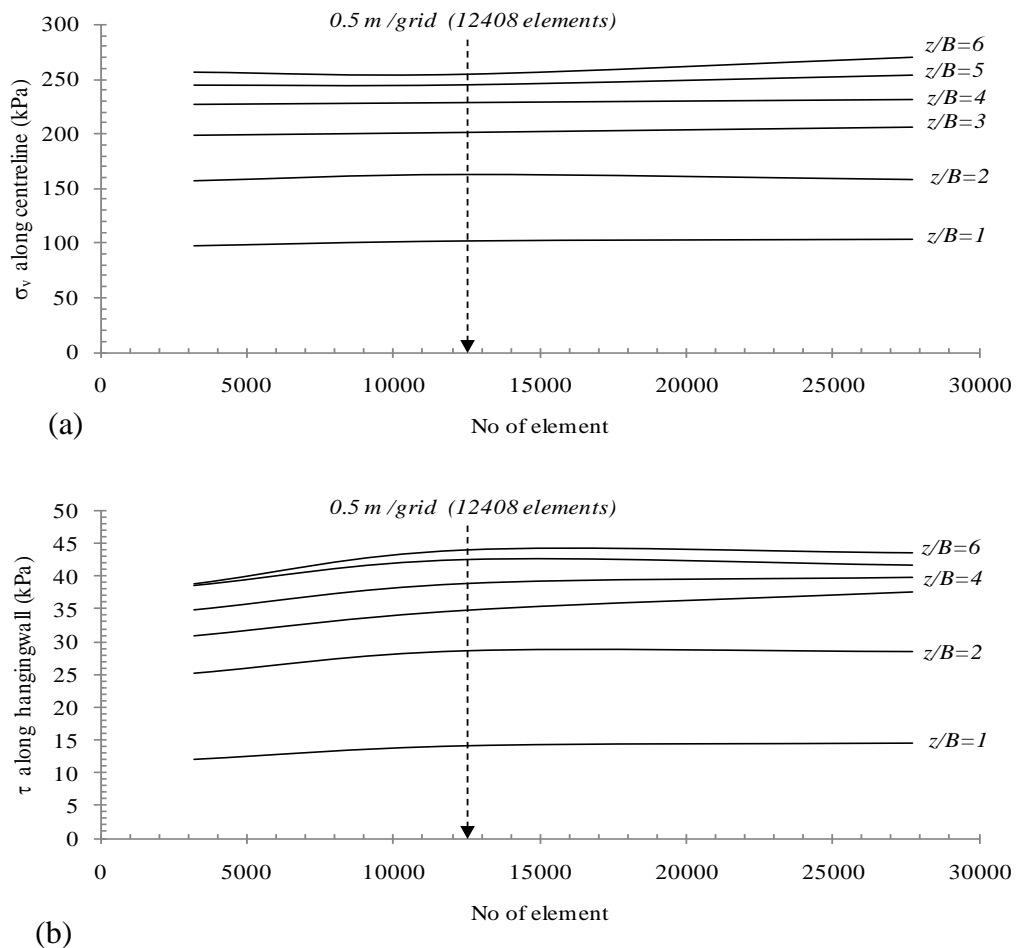 0.5 m /grid (12408 elements)
300
250
200
150
100
50
0
σv along centreline (kPa)
z/B=6
z/B=5
z/B=4
z/B=3
z/B=2
z/B=1
0 5000 10000 15000 20000 25000 30000
No of element
(a)
0.5 m /grid (12408 elements)
50
45
40
35
30
25
20
15
10
5
0
τ along hangingwall (kPa)
z/B=6
z/B=4
z/B=2
z/B=1
0 5000 10000 15000 20000 25000 30000
No of element
(b)